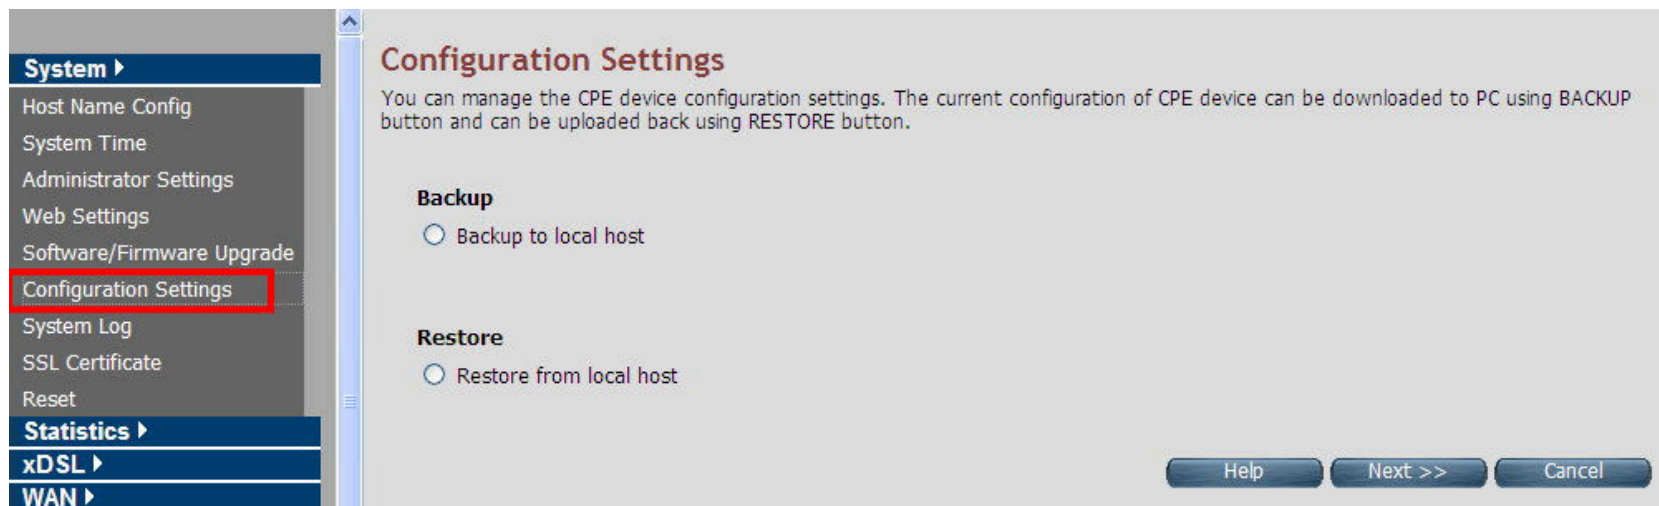 System
Host Name Config
System Time
Administrator Settings
Web Settings
Software/Firmware Upgrade
Configuration Settings
System Log
SSL Certificate
Reset
Statistics
xDSL
WAN
Configuration Settings
You can manage the CPE device configuration settings. The current configuration of CPE device can be downloaded to PC using BACKUP
button and can be uploaded back using RESTORE button.
Backup
Backup to local host
Restore
Restore from local host
Help
Next >>
Cancel